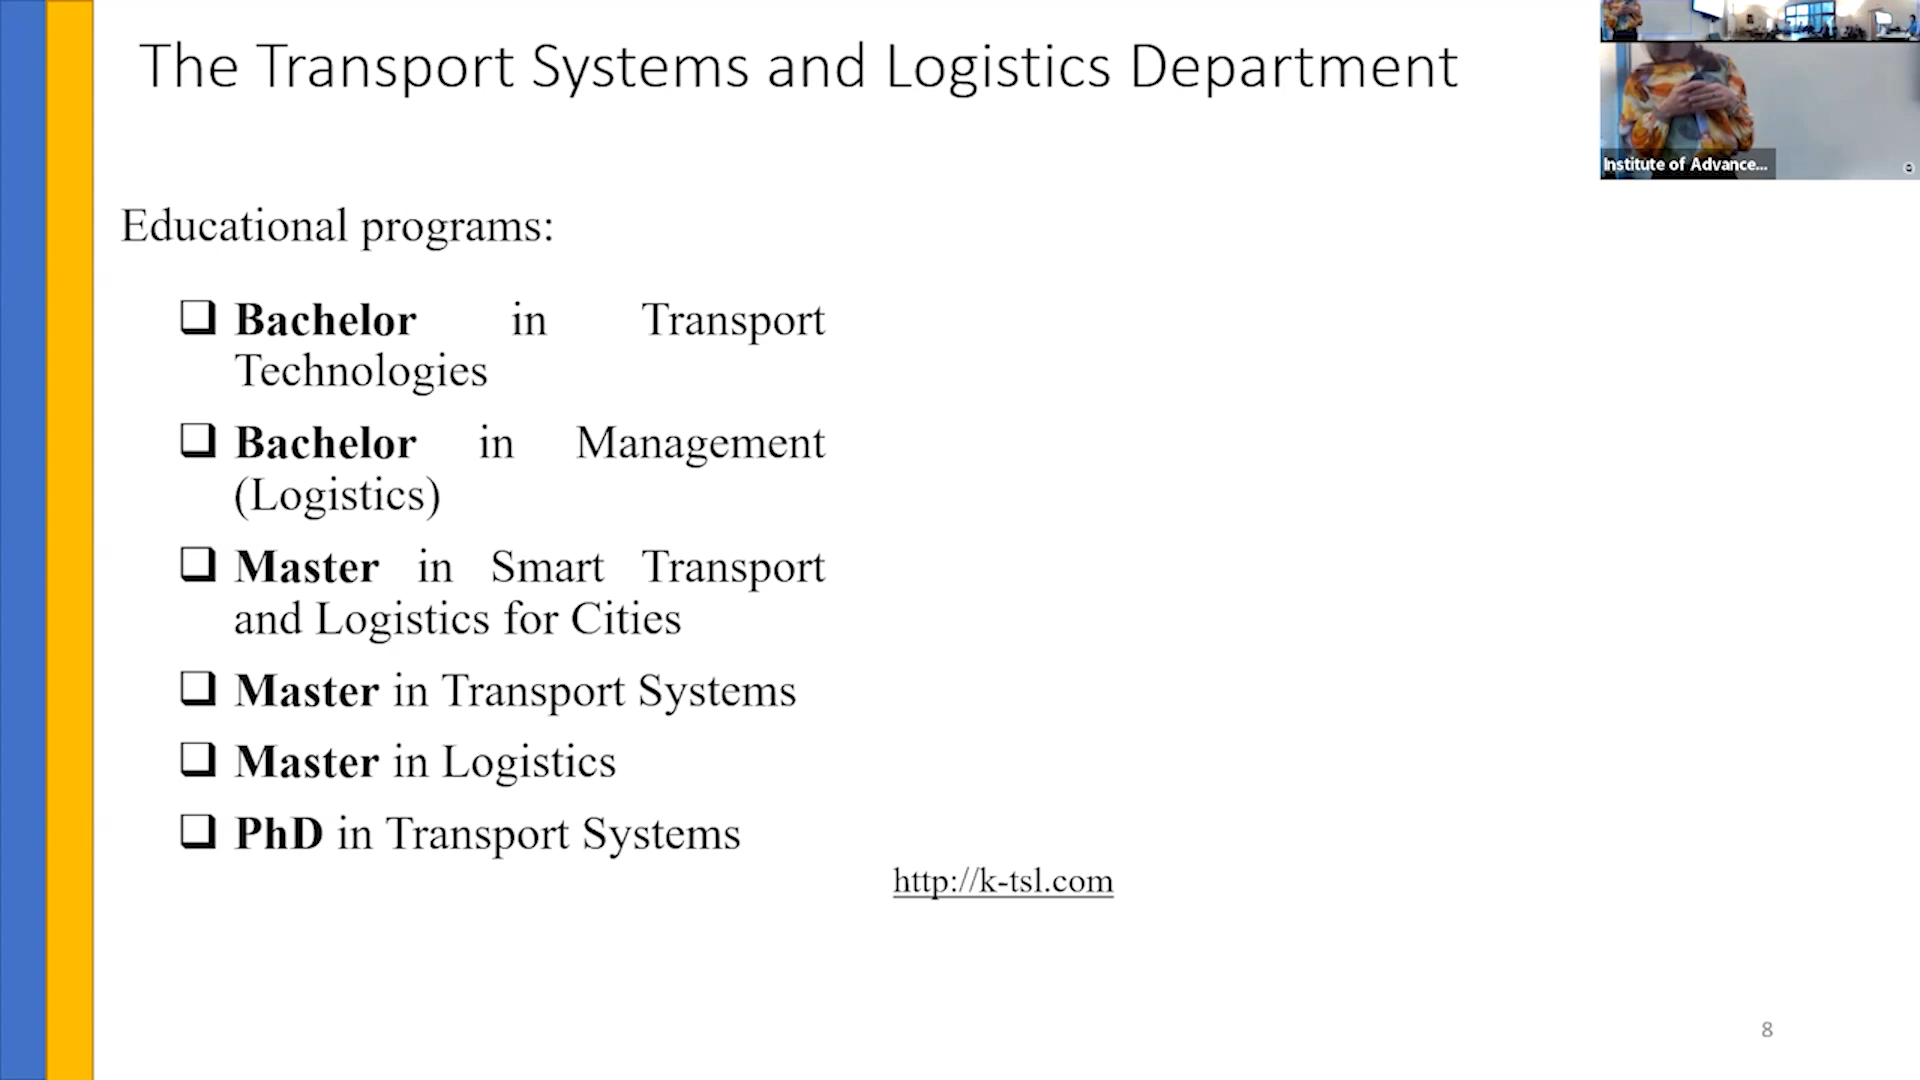 The Transport Systems and Logistics Department
Institute of Advance...
Educational programs:
Bachelor in Transport
Technologies
Bachelor in Management
(Logistics)
Master in Smart Transport
and Logistics for Cities
Master in Transport Systems
Master in Logistics
PhD in Transport Systems
http://k-tsl.com
8